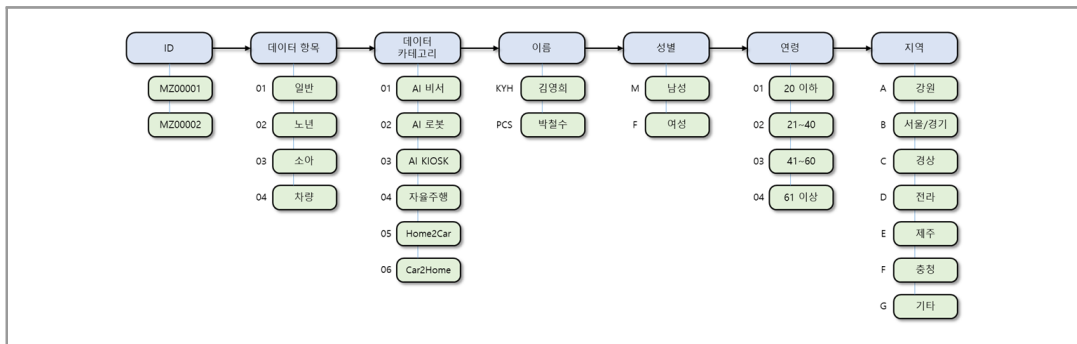 ID
MZ00001
MZ00002
데이터 항목
01 일반
02 노년
03 소아
04 차량
데이터
카테고리
01 AI 비서
02 AI 로봇
03 AI KIOSK
04 자율주행
05 Home2Car
06 Car2Home
이름
KYH 김영희
PCS 박철수
성별
M 남성
F 여성
연령
01 20 이하
02 21~40
03 41~60
04 61 이상
지역
A 강원
B 서울/경기
C 경상
D 전라
E 제주
F 충청
G 기타